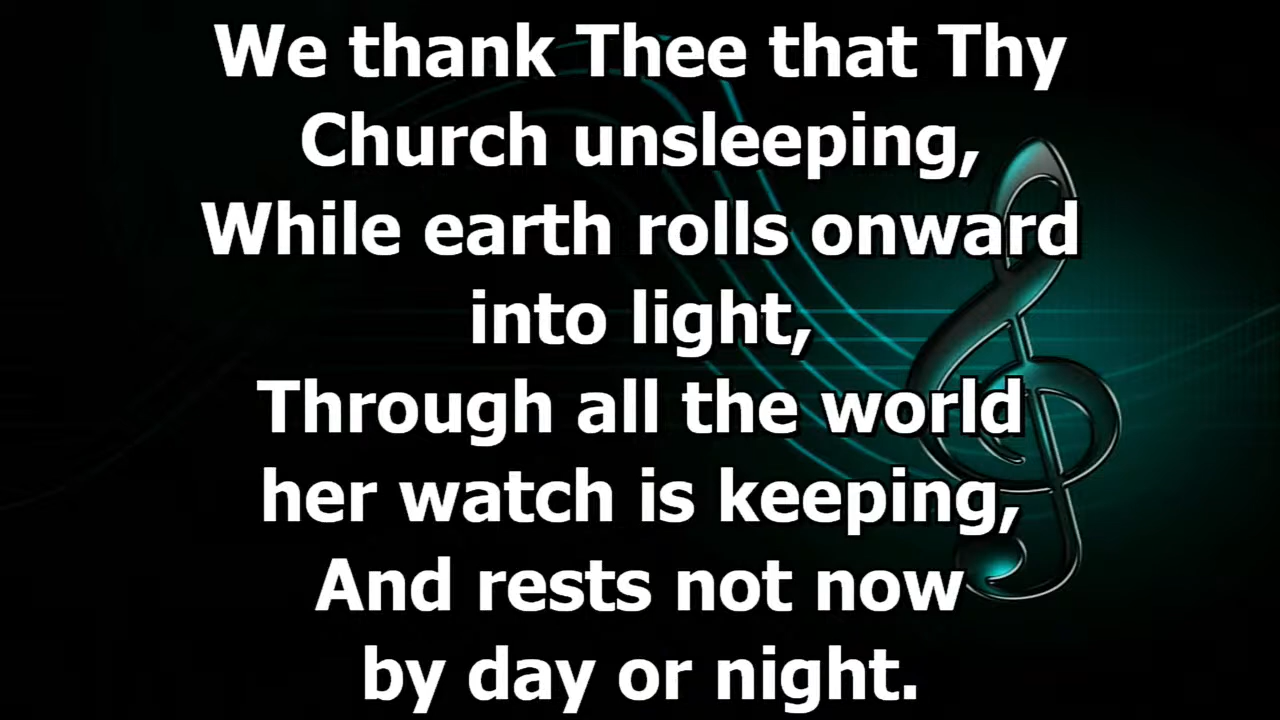 We thank Thee that Thy
Church unsleeping,
While earth rolls onward
into light,
Through all the world
her watch is keeping,
And rests not now
by day or night.